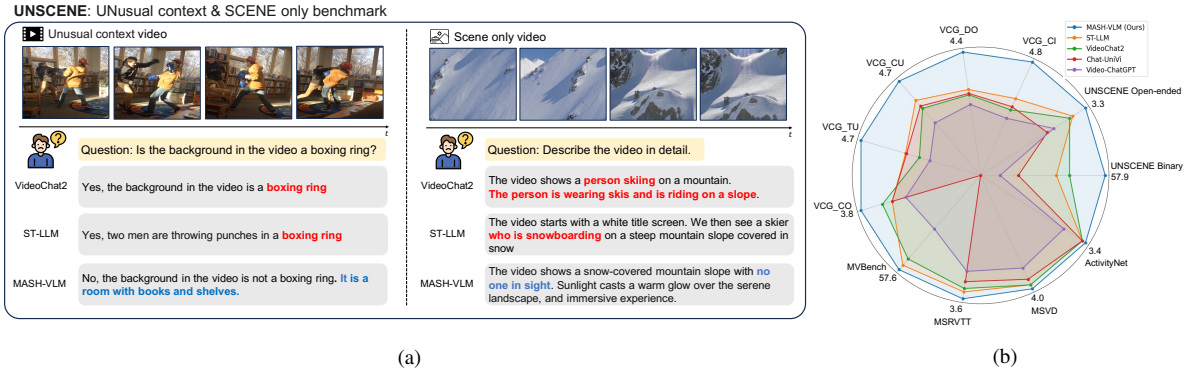 UNSCENE: UNusual context & SCENE only benchmark
Unusual context video
t
Question: Is the background in the video a boxing ring?
VideoChat2
Yes, the background in the video is a boxing ring
ST-LLM
Yes, two men are throwing punches in a boxing ring
MASH-VLM
No, the background in the video is not a boxing ring. It is a
room with books and shelves.
Scene only video
t
Question: Describe the video in detail.
VideoChat2
The video shows a person skiing on a mountain.
The person is wearing skis and is riding on a slope.
ST-LLM
The video starts with a white title screen. We then see a skier
who is snowboarding on a steep mountain slope covered in
snow
MASH-VLM
The video shows a snow-covered mountain slope with no
one in sight. Sunlight casts a warm glow over the serene
landscape, and immersive experience.
(a)
MASH-VLM (Ours)
ST-LLM
VideoChat2
Chat-UniVi
Video-ChatGPT
VCG_DO
4.4
VCG_CI
4.8
VCG_CU
4.7
UNSCENE Open-ended
3.3
VCG_TU
4.7
UNSCENE Binary
57.9
VCG_CO
3.8
MVBench
57.6
3.4
ActivityNet
3.6
MSRVTT
4.0
MSVD
(b)